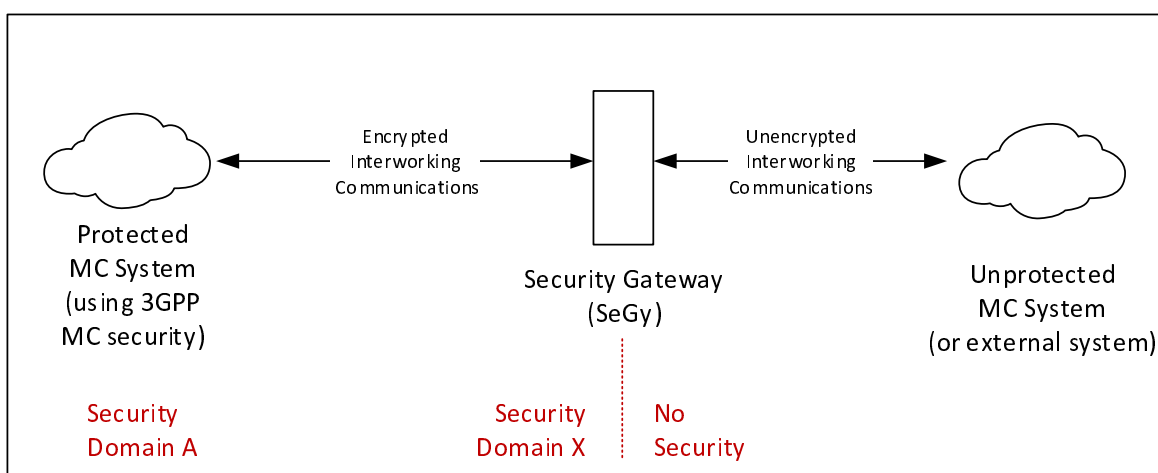 Encrypted
Interworking
Communications
Unencrypted
Interworking
Communications
Protected
MC System
(using 3GPP
MC security)
Security Gateway
(SeGy)
Unprotected
MC System
(or external system)
Security
Domain A
Security
Domain X
No
Security